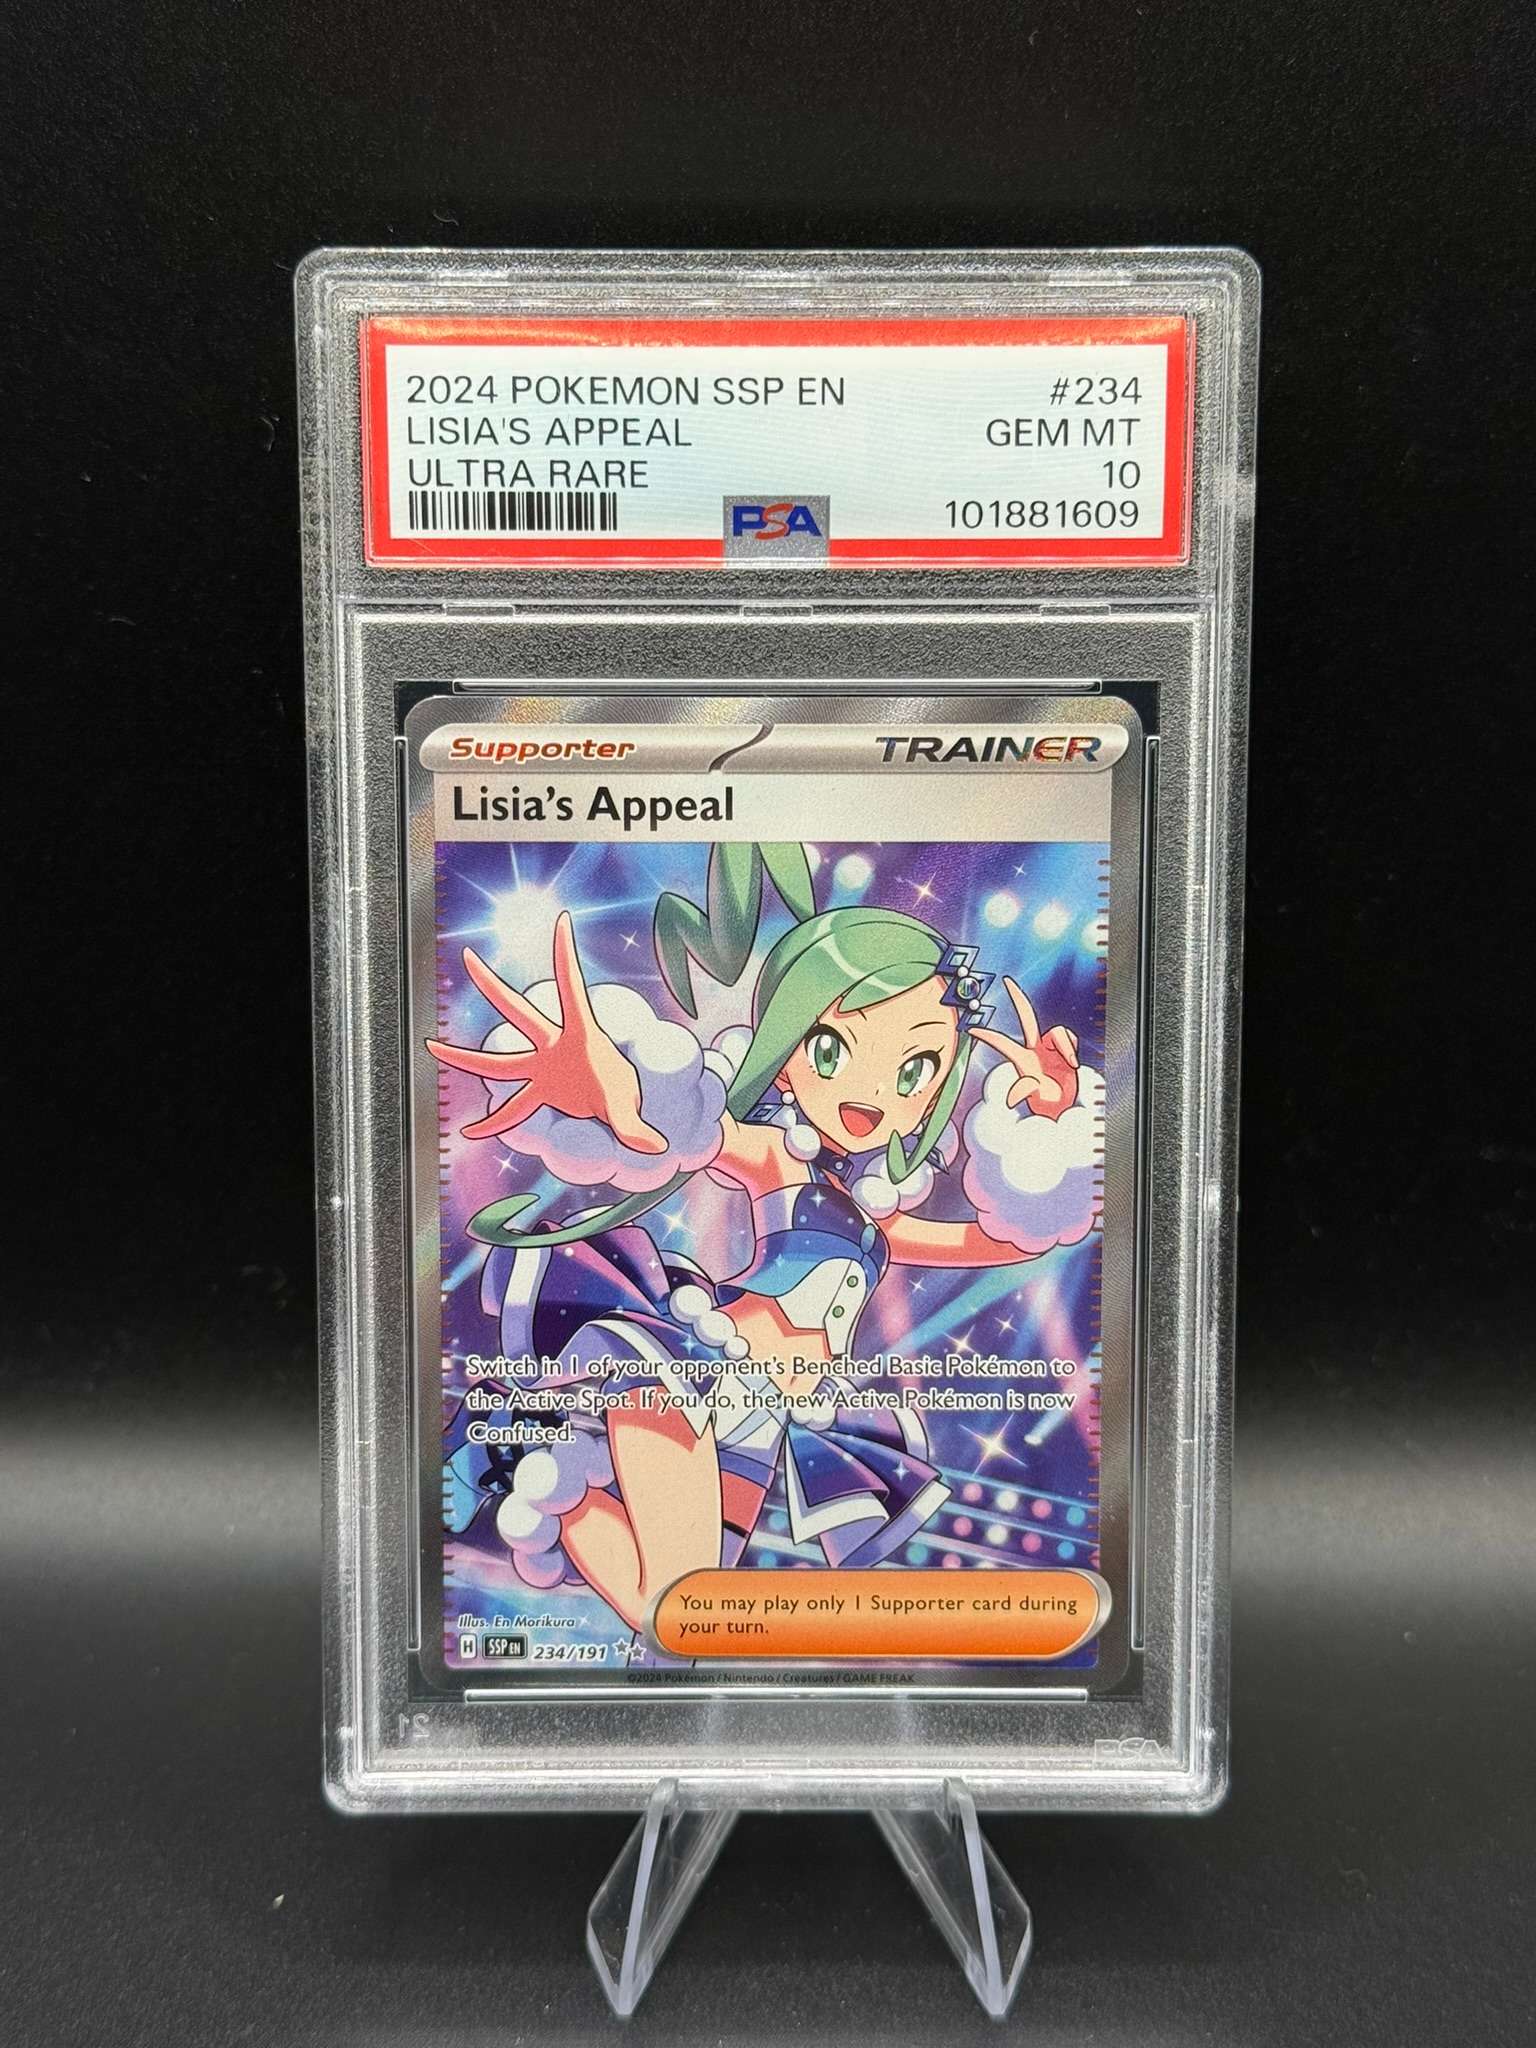 2024 POKEMON SSP EN #234
LISIA'S APPEAL GEM MT
ULTRA RARE 10
PSA 101881609
Supporter TRAINER
Lisia's Appeal
Switch in 1 of your opponent's Benched Basic Pokémon to
the Active Spot. If you do, the new Active Pokémon is now
Confused.
You may play only 1 Supporter card during
your turn.
Illus. En Morikura
H SSP EN 234/191
©2024 Pokémon / Nintendo / Creatures / GAME FREAK
21 PSA